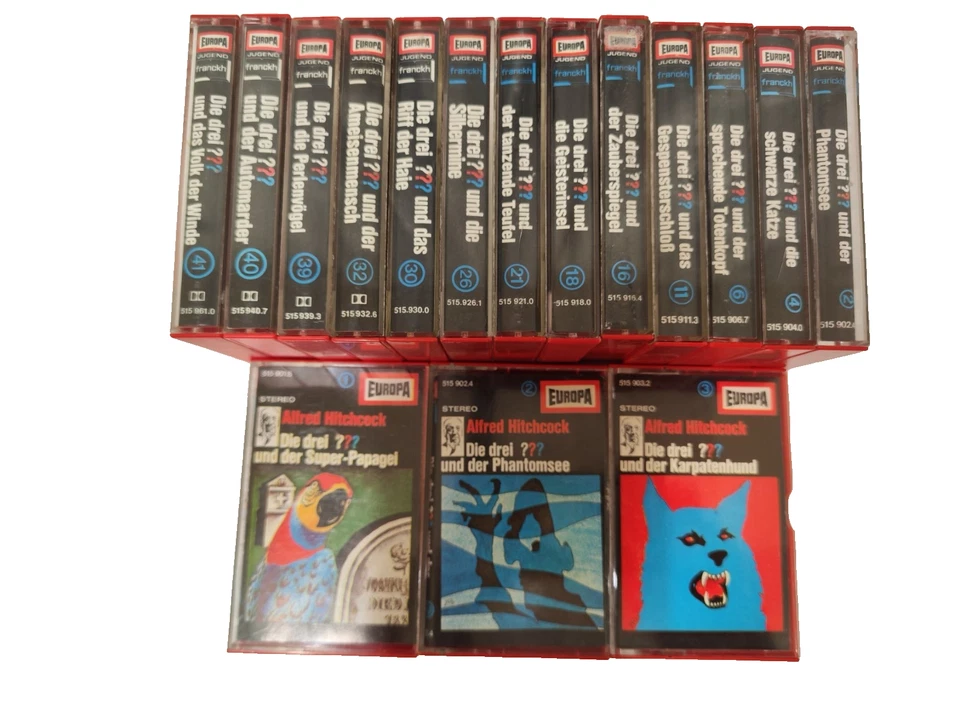 EUROPA
JUGEND
franckh
Die drei ???
und das Volk der Winde
41
515 961.0
EUROPA
JUGEND
franckh
Die drei ???
und der Automarder
40
515 940.7
EUROPA
JUGEND
franckh
Die drei ???
und die Perlenvögel
39
515 939.3
EUROPA
JUGEND
franckh
Die drei ??? und der
Ameisenmensch
32
515 932.6
EUROPA
JUGEND
franckh
Die drei ??? und das
Riff der Haie
30
515.930.0
EUROPA
JUGEND
franckh
Die drei ??? und die
Silbermine
26
515.926.1
EUROPA
JUGEND
franckh
Die drei ??? und
der tanzende Teufel
21
515 921.0
EUROPA
JUGEND
franckh
Die drei ??? und
die Geisterinsel
18
515 918.0
EUROPA
JUGEND
franckh
Die drei ??? und
der Zauberspiegel
16
515 916.4
EUROPA
JUGEND
franckh
Die drei ??? und das
Gespensterschloß
11
515 911.3
EUROPA
JUGEND
franckh
Die drei ??? und der
sprechende Totenkopf
6
515 906.7
EUROPA
JUGEND
franckh
Die drei ??? und die
schwarze Katze
4
515 904.0
EUROPA
JUGEND
franckh
Die drei ??? und der
Phantomsee
2
515 902.
1
EUROPA
STEREO
Alfred Hitchcock
Die drei ???
und der Super-Papagei
515 902.4
2
EUROPA
STEREO
Alfred Hitchcock
Die drei ???
und der Phantomsee
515 903.2
3
EUROPA
STEREO
Alfred Hitchcock
Die drei ???
und der Karpatenhund